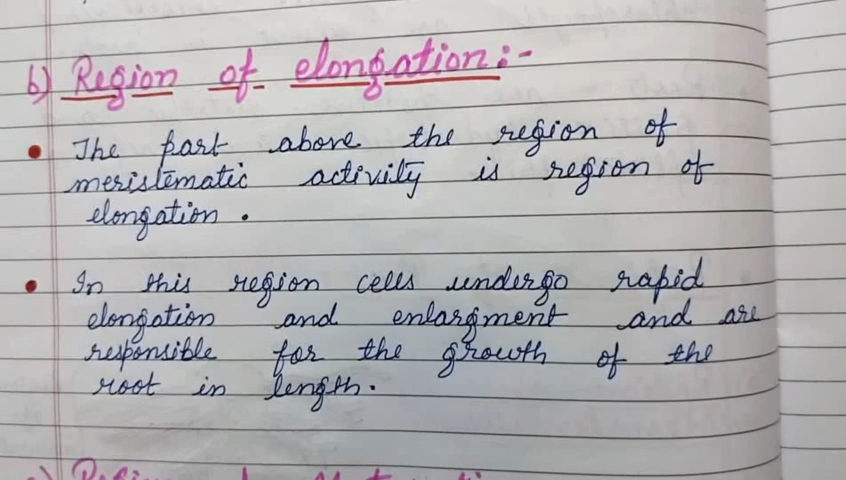 b) Region of elongation:-
• The part above the region of
meristematic activity is region of
elongation.
• In this region cells undergo rapid
elongation and enlargment and are
responsible for the growth of the
root in length.